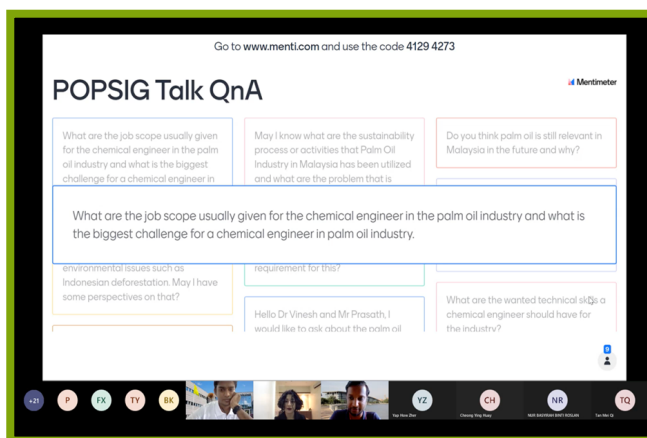 Go to www.menti.com and use the code 4129 4273
POPSIG Talk QnA
Mentimeter
What are the job scope usually given
for the chemical engineer in the palm
oil industry and what is the biggest
challenge for a chemical engineer in
May I know what are the sustainability
process or activities that Palm Oil
Industry in Malaysia has been utilized
and what are the problem that is
Do you think palm oil is still relevant in
Malaysia in the future and why?
What are the job scope usually given for the chemical engineer in the palm oil industry and what is
the biggest challenge for a chemical engineer in palm oil industry.
environmental issues such as
Indonesian deforestation. May I have
some perspectives on that?
requirement for this?
Hello Dr Vinesh and Mr Prasath, I
would like to ask about the palm oil
What are the wanted technical skills a
chemical engineer should have for
the industry?
9
+21
P
FX
TY
BK
YZ
CH
NR
TQ